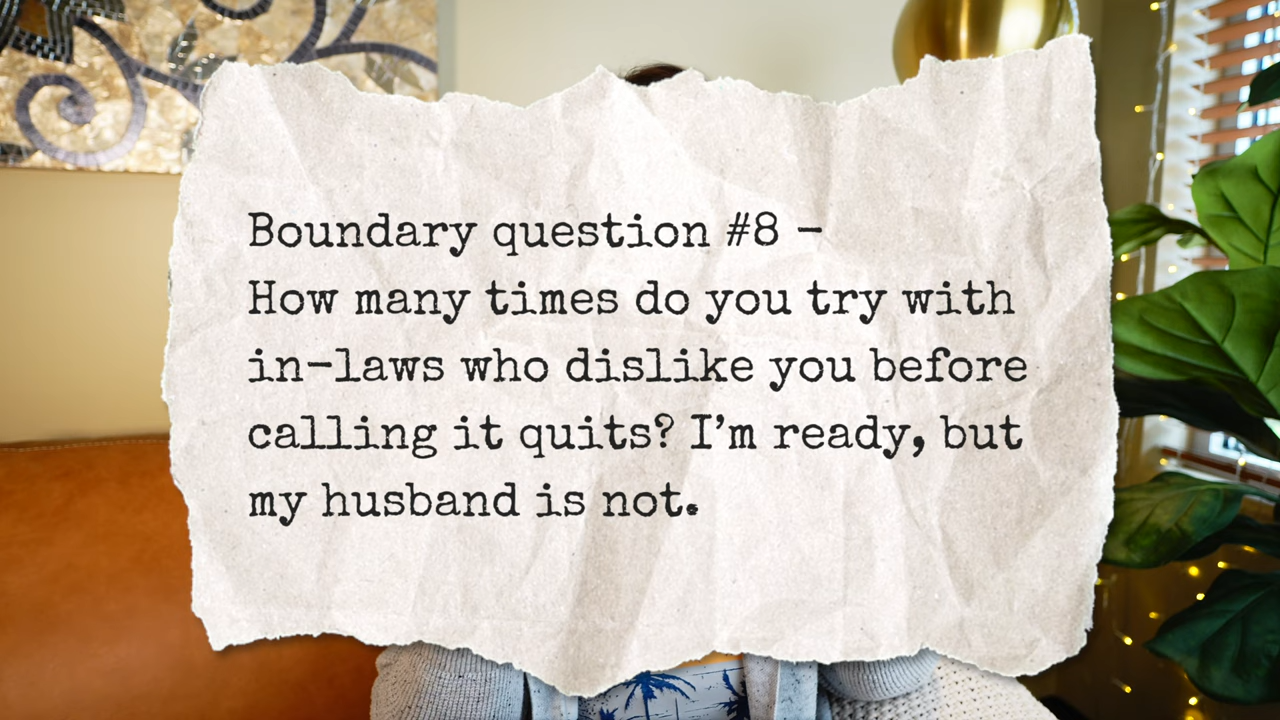 Boundary question #8 -
How many times do you try with
in-laws who dislike you before
calling it quits? I'm ready, but
my husband is not.